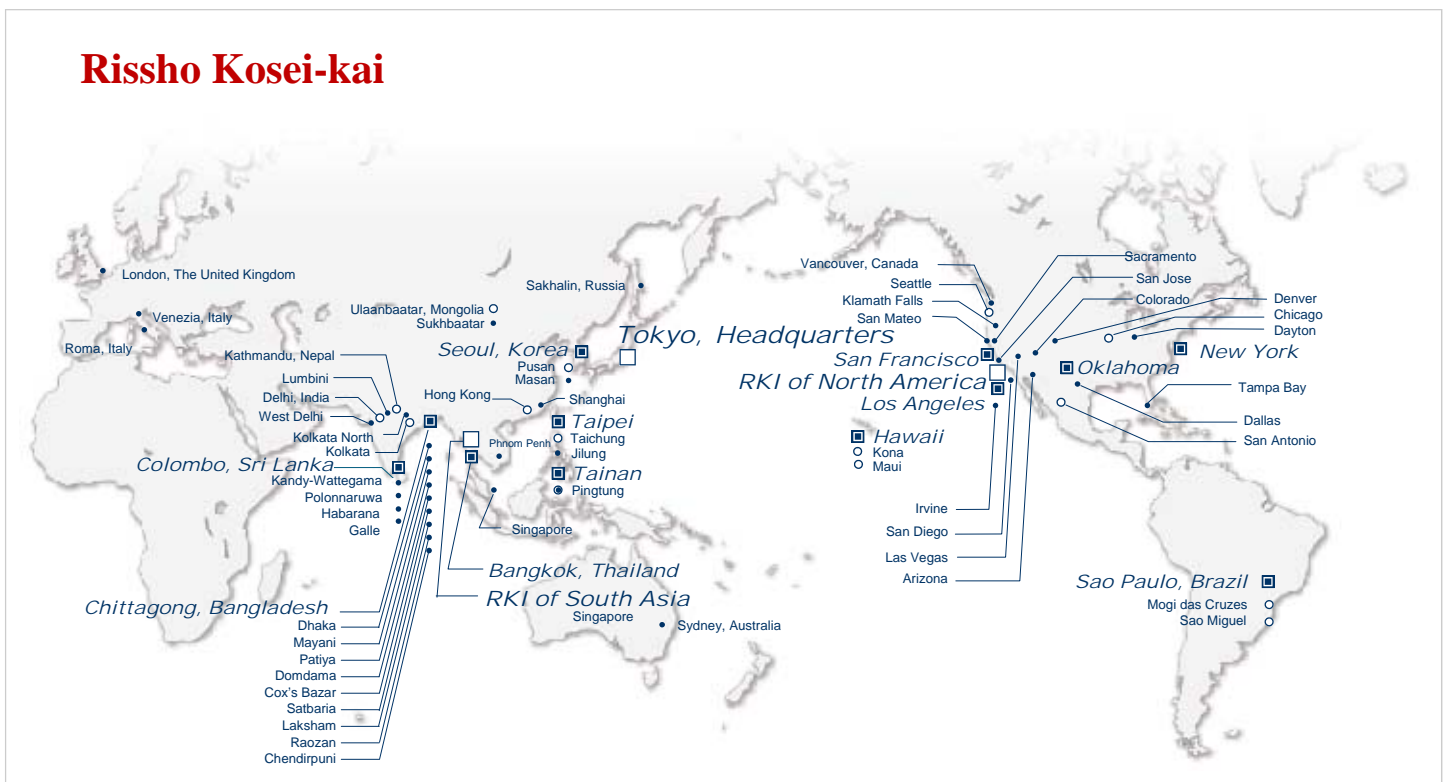 Rissho Kosei-kai
London, The United Kingdom
Venezia, Italy
Roma, Italy
Ulaanbaatar, Mongolia
Sukhbaatar
Sakhalin, Russia
Tokyo, Headquarters
Seoul, Korea
Pusan
Masan
Kathmandu, Nepal
Lumbini
Delhi, India
West Delhi
Kolkata North
Kolkata
Hong Kong
Shanghai
Taipei
Taichung
Jilung
Tainan
Pingtung
Phnom Penh
Colombo, Sri Lanka
Kandy-Wattegama
Polonnaruwa
Habarana
Galle
Singapore
Bangkok, Thailand
RKI of South Asia
Singapore
Sydney, Australia
Chittagong, Bangladesh
Dhaka
Mayani
Patiya
Domdama
Cox's Bazar
Satbaria
Laksham
Raozan
Chendirpuni
Vancouver, Canada
Seattle
Klamath Falls
San Mateo
San Francisco
RKI of North America
Los Angeles
Hawaii
Kona
Maui
Irvine
San Diego
Las Vegas
Arizona
Sacramento
San Jose
Colorado
Denver
Chicago
Dayton
New York
Oklahoma
Tampa Bay
Dallas
San Antonio
Sao Paulo, Brazil
Mogi das Cruzes
Sao Miguel